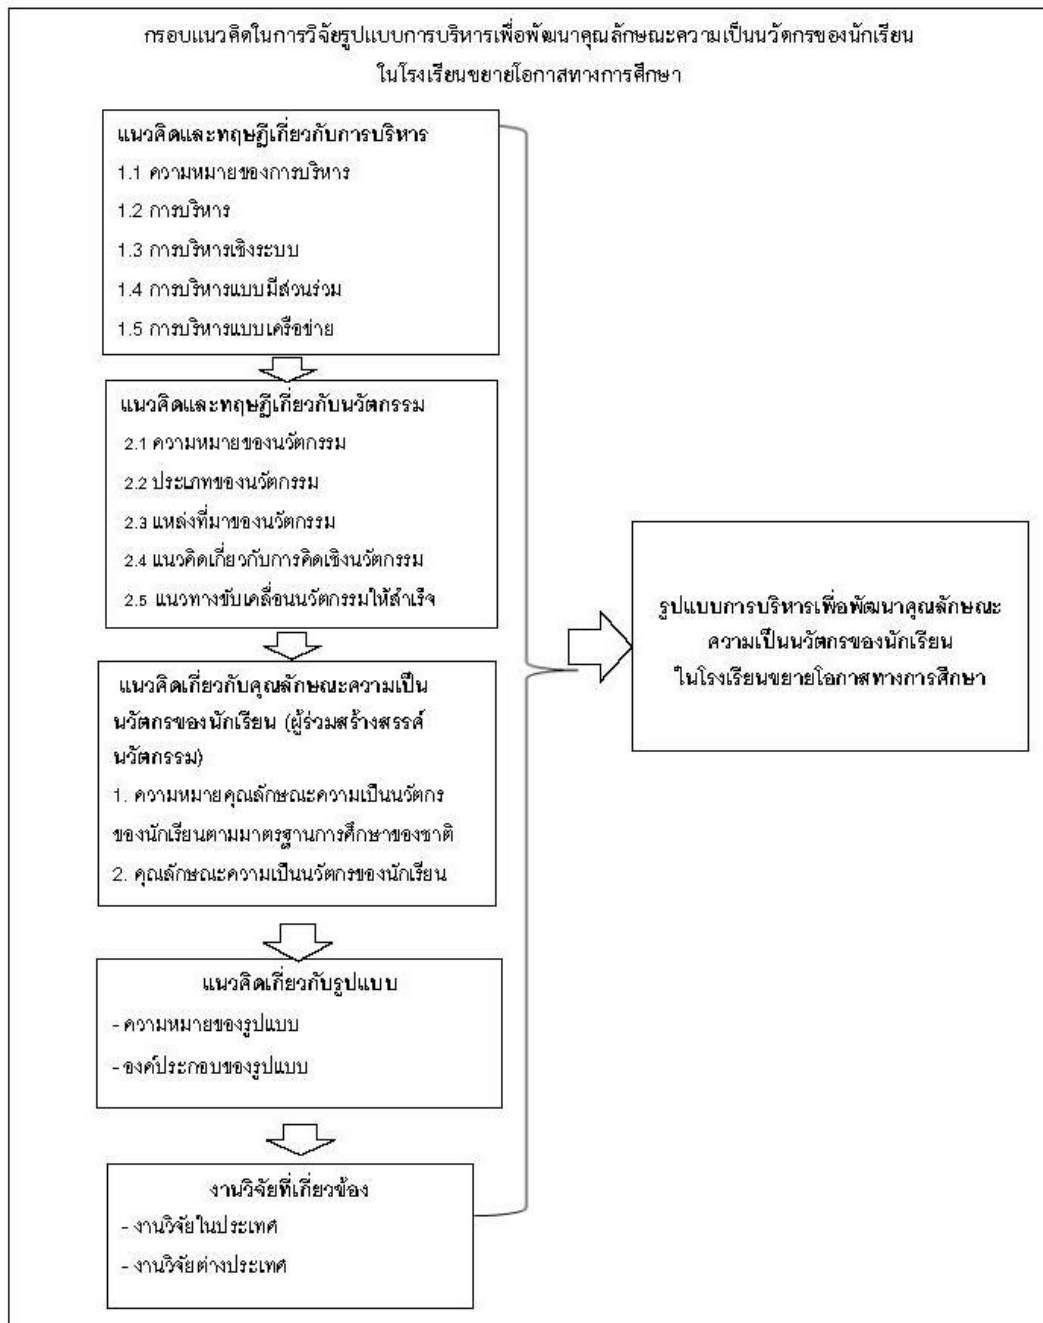 กรอบแนวคิดในการวิจัยรูปแบบการบริหารเพื่อพัฒนาคุณลักษณะความเป็นนวัตกรของนักเรียน
ในโรงเรียนขยายโอกาสทางการศึกษา
แนวคิดและทฤษฎีเกี่ยวกับการบริหาร
1.1 ความหมายของการบริหาร
1.2 การบริหาร
1.3 การบริหารเชิงระบบ
1.4 การบริหารแบบมีส่วนร่วม
1.5 การบริหารแบบเครือข่าย
แนวคิดและทฤษฎีเกี่ยวกับนวัตกรรม
2.1 ความหมายของนวัตกรรม
2.2 ประเภทของนวัตกรรม
2.3 แหล่งที่มาของนวัตกรรม
2.4 แนวคิดเกี่ยวกับการคิดเชิงนวัตกรรม
2.5 แนวทางขับเคลื่อนนวัตกรรมให้สำเร็จ
แนวคิดเกี่ยวกับคุณลักษณะความเป็น
นวัตกรของนักเรียน (ผู้ร่วมสร้างสรรค์
นวัตกรรม)
1. ความหมายคุณลักษณะความเป็นนวัตกร
ของนักเรียนตามมาตรฐานการศึกษาของชาติ
2. คุณลักษณะความเป็นนวัตกรของนักเรียน
แนวคิดเกี่ยวกับรูปแบบ
- ความหมายของรูปแบบ
- องค์ประกอบของรูปแบบ
งานวิจัยที่เกี่ยวข้อง
- งานวิจัยในประเทศ
- งานวิจัยต่างประเทศ
รูปแบบการบริหารเพื่อพัฒนาคุณลักษณะ
ความเป็นนวัตกรของนักเรียน
ในโรงเรียนขยายโอกาสทางการศึกษา